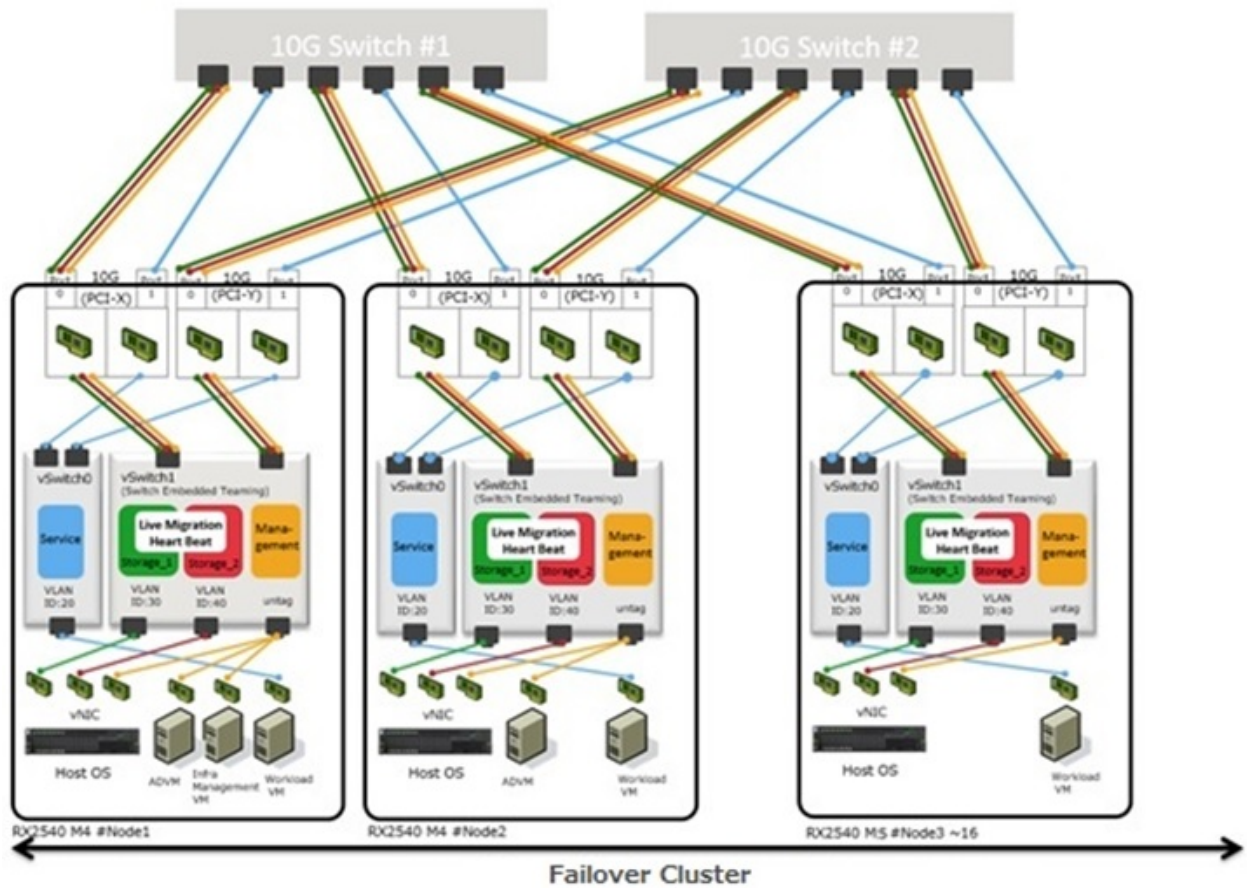 10G Switch #1
10G Switch #2
10G
(PCI-X)
10G
(PCI-Y)
0
1
0
1
10G
(PCI-X)
10G
(PCI-Y)
0
1
0
1
10G
(PCI-X)
10G
(PCI-Y)
0
1
0
1
vSwitch0
vSwitch1
(Switch Embedded Teaming)
Service
Live Migration
Heart Beat
Storage_1
Storage_2
Mana-
gement
VLAN
ID:20
VLAN
ID:30
VLAN
ID:40
untag
vNIC
Host OS
ADVM
Infra
Management
VM
Workload
VM
RX2540 M4 #Node1
vSwitch0
vSwitch1
(Switch Embedded Teaming)
Service
Live Migration
Heart Beat
Storage_1
Storage_2
Mana-
gement
VLAN
ID:20
VLAN
ID:30
VLAN
ID:40
untag
vNIC
Host OS
ADVM
Workload
VM
RX2540 M4 #Node2
vSwitch0
vSwitch1
(Switch Embedded Teaming)
Service
Live Migration
Heart Beat
Storage_1
Storage_2
Mana-
gement
VLAN
ID:20
VLAN
ID:30
VLAN
ID:40
untag
vNIC
Host OS
Workload
VM
RX2540 M5 #Node3 ~16
Failover Cluster